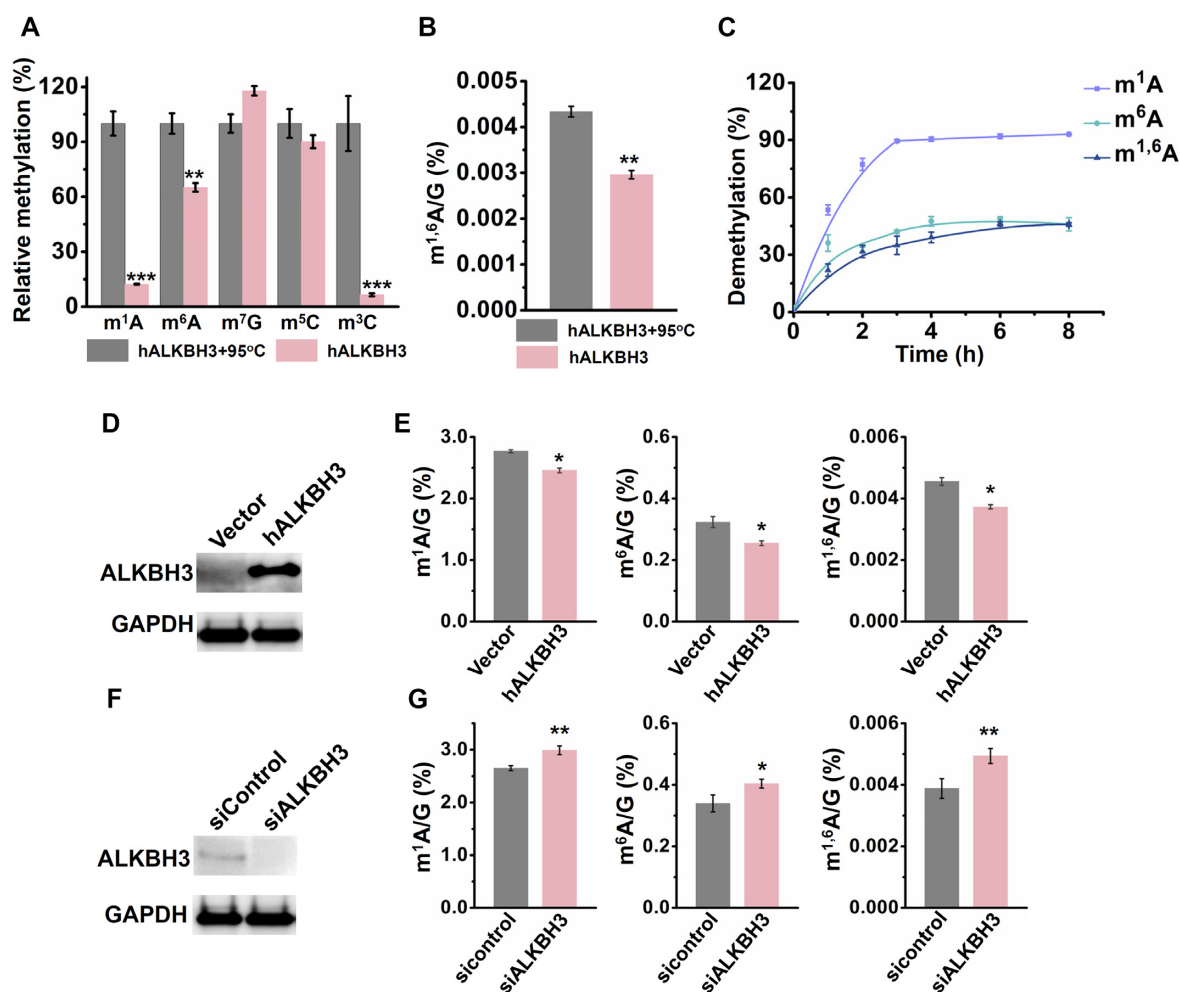 A
Relative methylation (%)
120
90
60
30
0
***
**
***
m¹A
m⁶A
m⁷G
m⁵C
m³C
hALKBH3+95°C
hALKBH3
B
m¹,⁶A/G (%)
0.005
0.004
0.003
0.002
0.001
0.000
**
hALKBH3+95°C
hALKBH3
C
Demethylation (%)
120
90
60
30
0
0
2
4
6
8
Time (h)
m¹A
m⁶A
m¹,⁶A
D
Vector
hALKBH3
ALKBH3
GAPDH
E
m¹A/G (%)
3.0
2.0
1.0
0.0
*
Vector
hALKBH3
m⁶A/G (%)
0.6
0.4
0.2
0.0
*
Vector
hALKBH3
m¹,⁶A/G (%)
0.006
0.004
0.002
0.000
*
Vector
hALKBH3
F
siControl
siALKBH3
ALKBH3
GAPDH
G
m¹A/G (%)
3.0
2.0
1.0
0.0
**
sicontrol
siALKBH3
m⁶A/G (%)
0.6
0.4
0.2
0.0
*
sicontrol
siALKBH3
m¹,⁶A/G (%)
0.006
0.004
0.002
0.000
**
sicontrol
siALKBH3